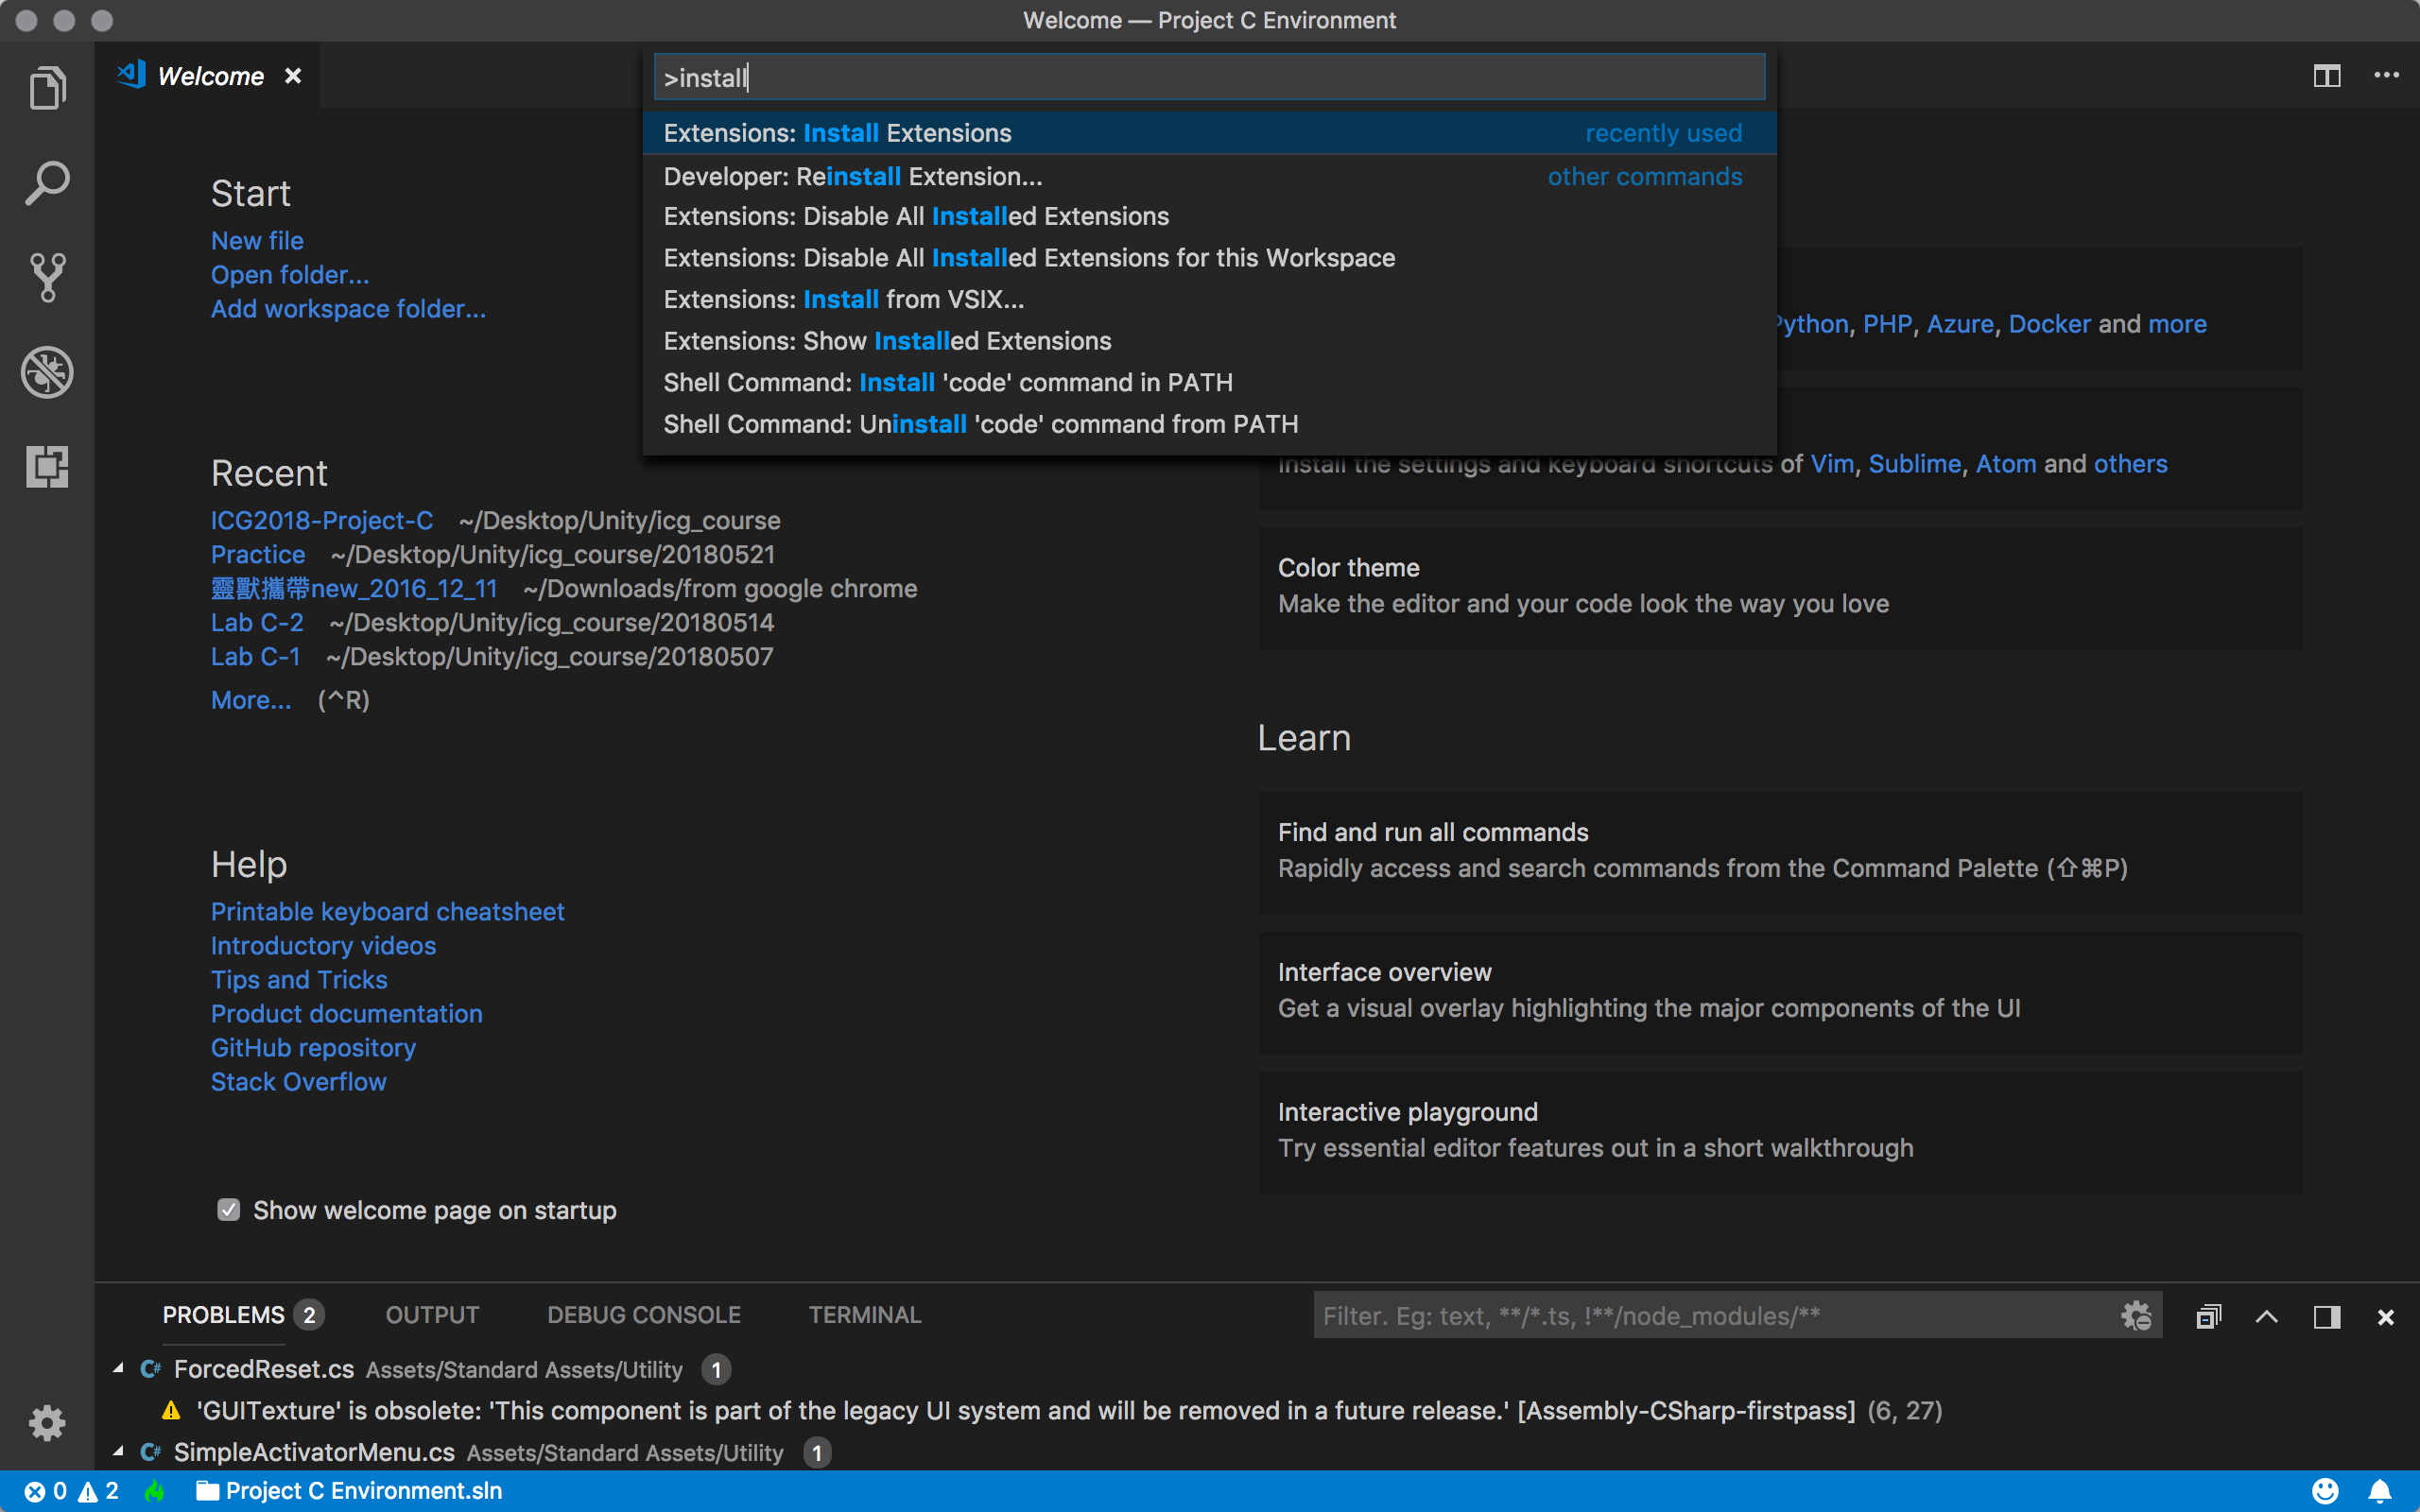 Welcome — Project C Environment
Welcome
>install
Extensions: Install Extensions recently used
Developer: Reinstall Extension... other commands
Extensions: Disable All Installed Extensions
Extensions: Disable All Installed Extensions for this Workspace
Extensions: Install from VSIX...
Extensions: Show Installed Extensions
Shell Command: Install 'code' command in PATH
Shell Command: Uninstall 'code' command from PATH
Start
New file
Open folder...
Add workspace folder...
Recent
ICG2018-Project-C ~/Desktop/Unity/icg_course
Practice ~/Desktop/Unity/icg_course/20180521
靈獸攜帶new_2016_12_11 ~/Downloads/from google chrome
Lab C-2 ~/Desktop/Unity/icg_course/20180514
Lab C-1 ~/Desktop/Unity/icg_course/20180507
More... (^R)
Help
Printable keyboard cheatsheet
Introductory videos
Tips and Tricks
Product documentation
GitHub repository
Stack Overflow
Show welcome page on startup
Python, PHP, Azure, Docker and more
Install the settings and keyboard shortcuts of Vim, Sublime, Atom and others
Color theme
Make the editor and your code look the way you love
Learn
Find and run all commands
Rapidly access and search commands from the Command Palette (⇧⌘P)
Interface overview
Get a visual overlay highlighting the major components of the UI
Interactive playground
Try essential editor features out in a short walkthrough
PROBLEMS 2 OUTPUT DEBUG CONSOLE TERMINAL
Filter. Eg: text, **/*.ts, !**/node_modules/**
C# ForcedReset.cs Assets/Standard Assets/Utility 1
'GUITexture' is obsolete: 'This component is part of the legacy UI system and will be removed in a future release.' [Assembly-CSharp-firstpass] (6, 27)
C# SimpleActivatorMenu.cs Assets/Standard Assets/Utility 1
0 2 Project C Environment.sln